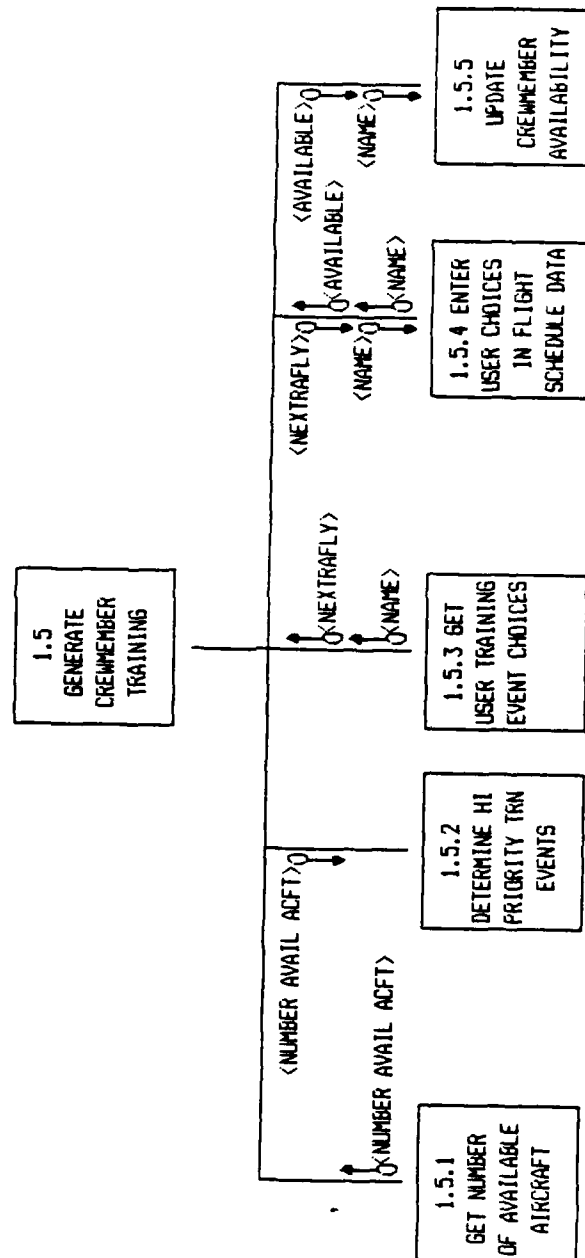 1.5
GENERATE
CREWMEMBER
TRAINING
<NUMBER AVAIL ACFT>
<NUMBER AVAIL ACFT>
<NEXTRAFLY>
<NAME>
<NEXTRAFLY>
<NAME>
<AVAILABLE>
<NAME>
<AVAILABLE>
<NAME>
1.5.1
GET NUMBER
OF AVAILABLE
AIRCRAFT
1.5.2
DETERMINE HI
PRIORITY TRN
EVENTS
1.5.3 GET
USER TRAINING
EVENT CHOICES
1.5.4 ENTER
USER CHOICES
IN FLIGHT
SCHEDULE DATA
1.5.5
UPDATE
CREWMEMBER
AVAILABILITY